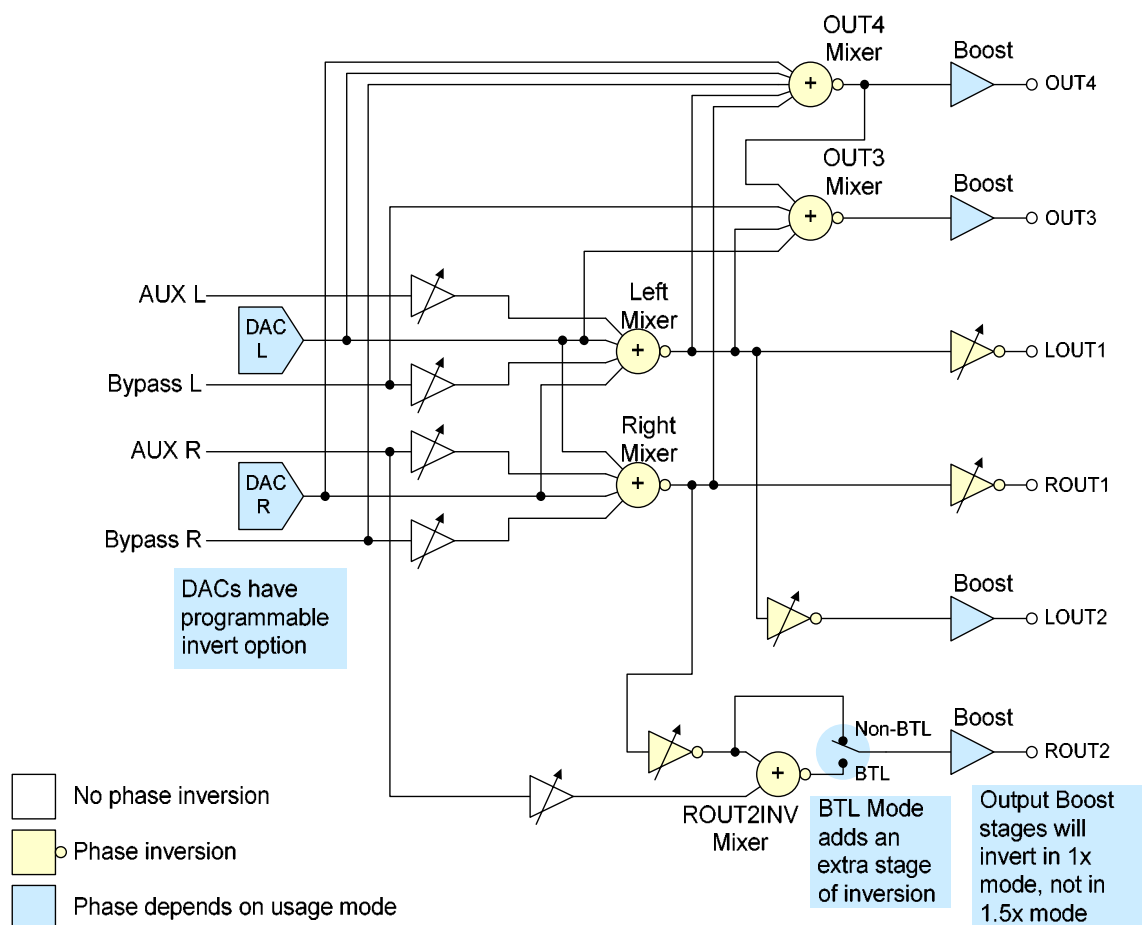 OUT4
Mixer
Boost
+
OUT4
OUT3
Mixer
Boost
+
OUT3
AUX L
DAC
L
Left
Mixer
+
LOUT1
Bypass L
AUX R
Right
Mixer
DAC
R
+
ROUT1
Bypass R
DACs have
programmable
invert option
Boost
LOUT2
Boost
Non-BTL
ROUT2
+
BTL
ROUT2INV
Mixer
BTL Mode
adds an
extra stage
of inversion
Output Boost
stages will
invert in 1x
mode, not in
1.5x mode
No phase inversion
Phase inversion
Phase depends on usage mode